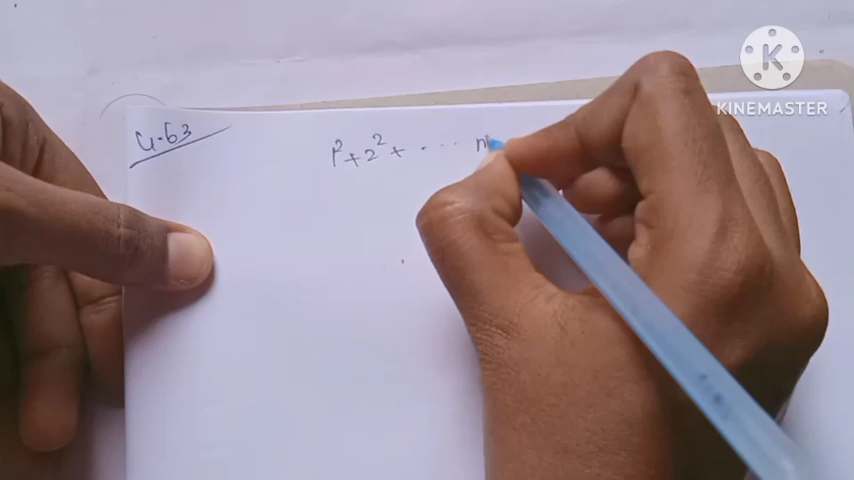 4.63
1² + 2² + ... n
KINEMASTER